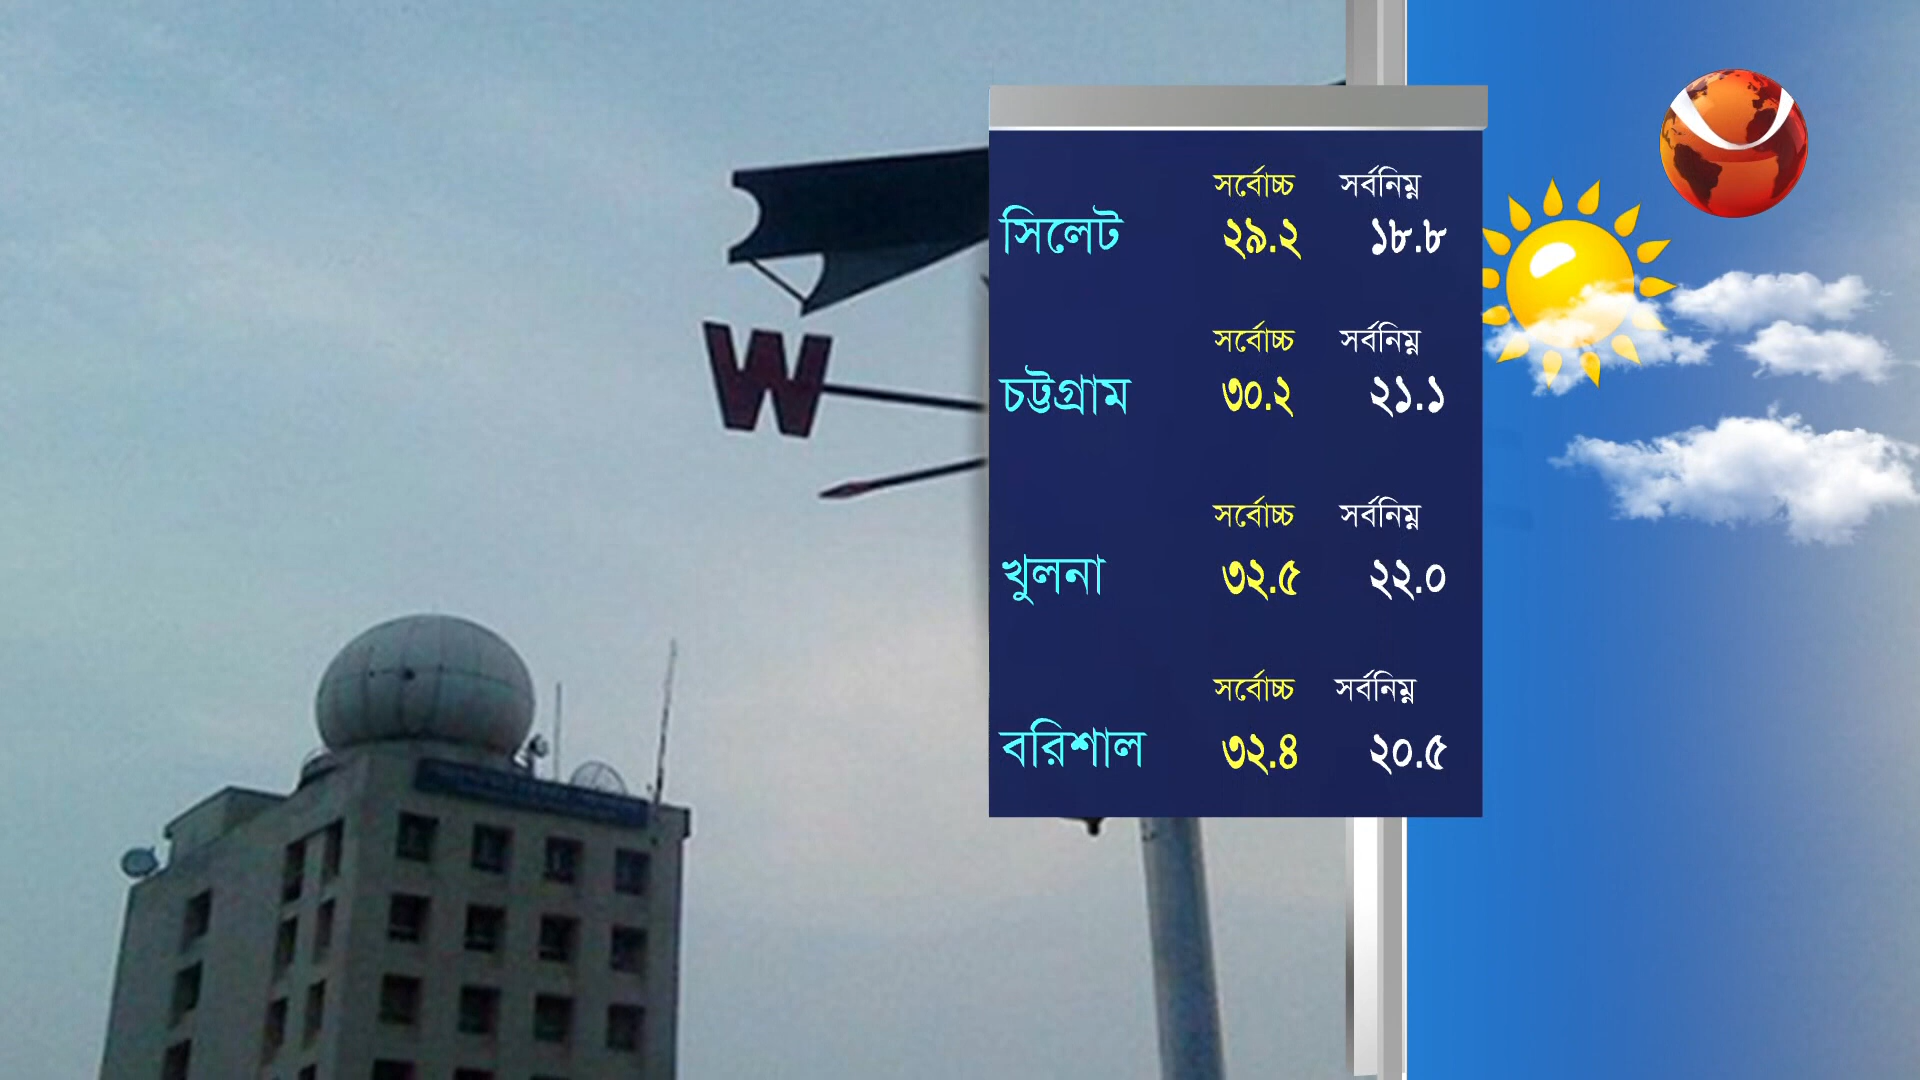 সর্বোচ্চ সর্বনিম্ন
সিলেট ২৯.২ ১৮.৮
সর্বোচ্চ সর্বনিম্ন
চট্টগ্রাম ৩০.২ ২১.১
সর্বোচ্চ সর্বনিম্ন
খুলনা ৩২.৫ ২২.০
সর্বোচ্চ সর্বনিম্ন
বরিশাল ৩২.৪ ২০.৫
W